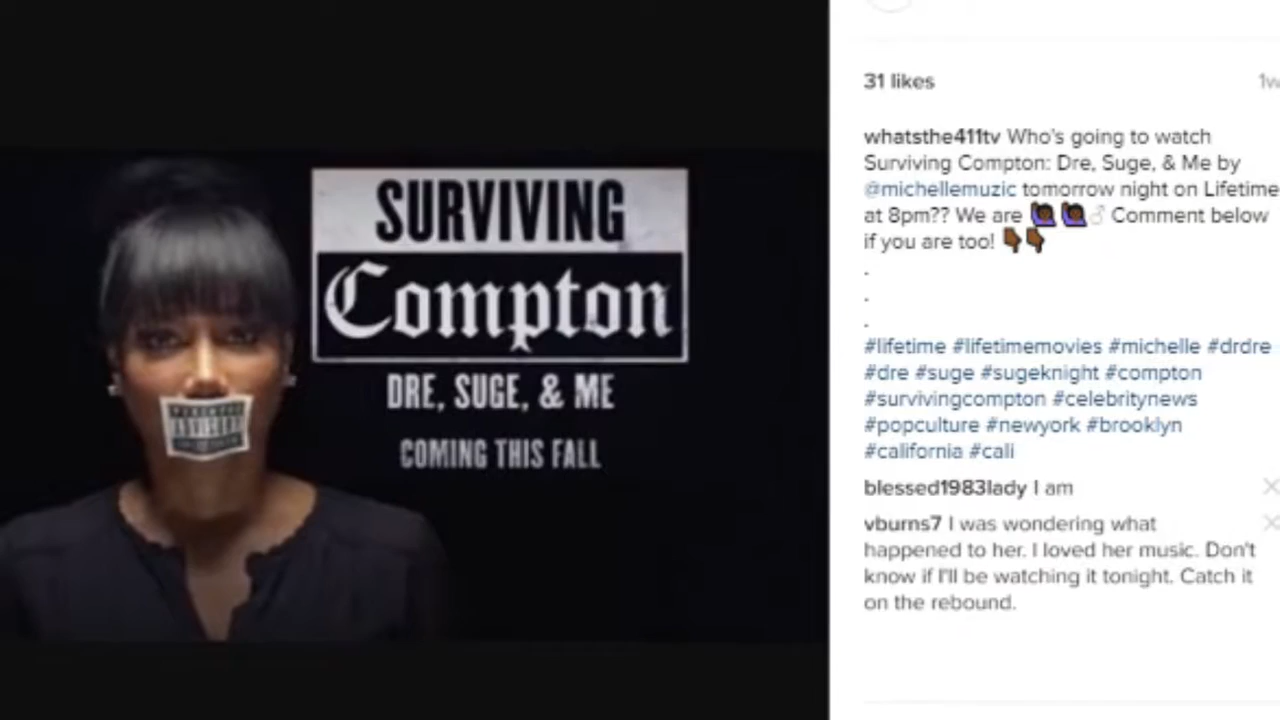 SURVIVING
Compton
DRE, SUGE, & ME
COMING THIS FALL
ADVISORY
31 likes
1w
whatsthe411tv Who's going to watch
Surviving Compton: Dre, Suge, & Me by
@michellemuzic tomorrow night on Lifetime
at 8pm?? We are 🙋🏾🙋🏾♂ Comment below
if you are too! 👇🏾👇🏾
.
.
.
#lifetime #lifetimemovies #michelle #drdre
#dre #suge #sugeknight #compton
#survivingcompton #celebritynews
#popculture #newyork #brooklyn
#california #cali
blessed1983lady I am
vburns7 I was wondering what
happened to her. I loved her music. Don't
know if I'll be watching it tonight. Catch it
on the rebound.